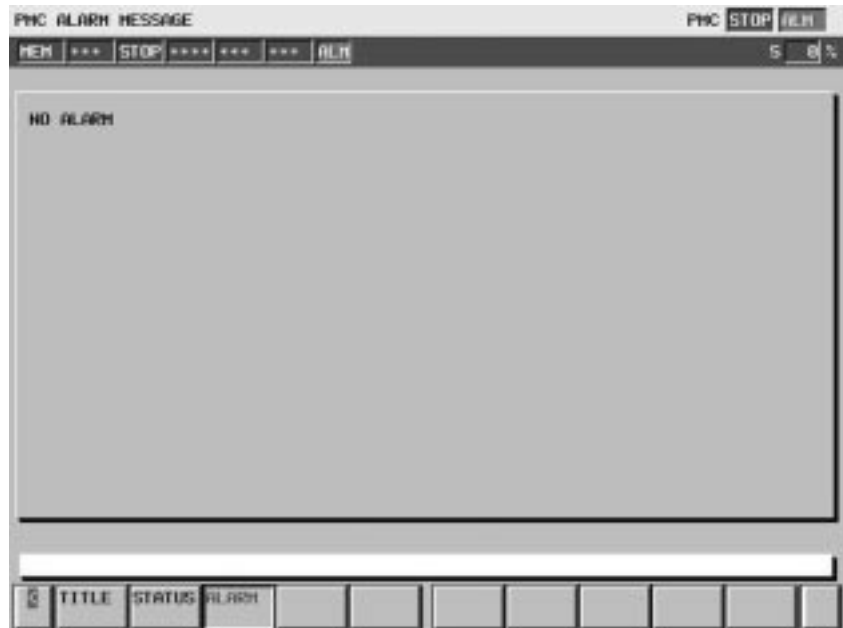 PMC ALARM MESSAGE PMC STOP ALM
MEM *** STOP **** *** *** ALM S 0 %
NO ALARM
TITLE STATUS ALARM